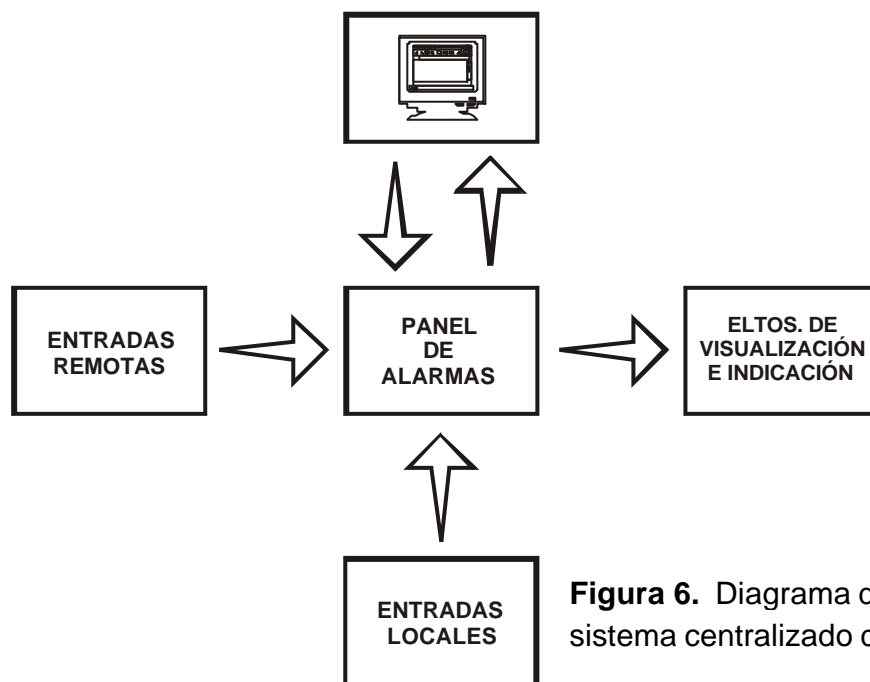 ENTRADAS
REMOTAS
PANEL
DE
ALARMAS
ELTOS. DE
VISUALIZACIÓN
E INDICACIÓN
ENTRADAS
LOCALES
Figura 6. Diagrama
sistema centralizado